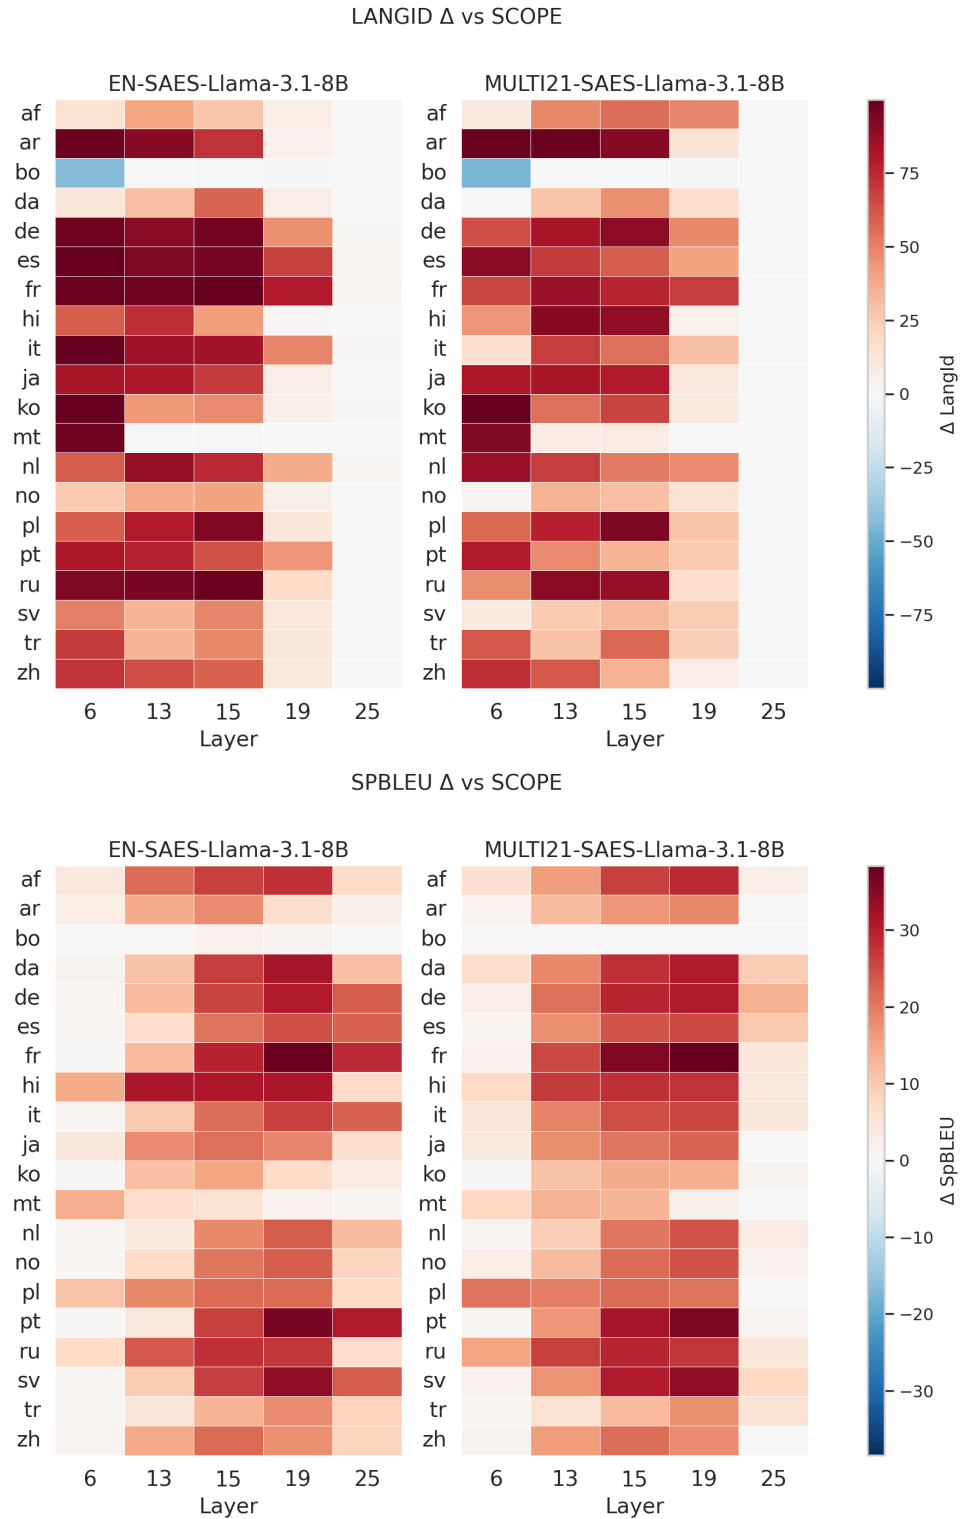 LANGID Δ vs SCOPE
EN-SAES-Llama-3.1-8B MULTI21-SAES-Llama-3.1-8B
af af
ar ar
bo bo
da da
de de
es es
fr fr
hi hi
it it
ja ja
ko ko
mt mt
nl nl
no no
pl pl
pt pt
ru ru
sv sv
tr tr
zh zh
6 13 15 19 25 6 13 15 19 25
Layer Layer
75
50
25
0
−25
−50
−75
Δ LangId
SPBLEU Δ vs SCOPE
EN-SAES-Llama-3.1-8B MULTI21-SAES-Llama-3.1-8B
af af
ar ar
bo bo
da da
de de
es es
fr fr
hi hi
it it
ja ja
ko ko
mt mt
nl nl
no no
pl pl
pt pt
ru ru
sv sv
tr tr
zh zh
6 13 15 19 25 6 13 15 19 25
Layer Layer
30
20
10
0
−10
−20
−30
Δ SpBLEU